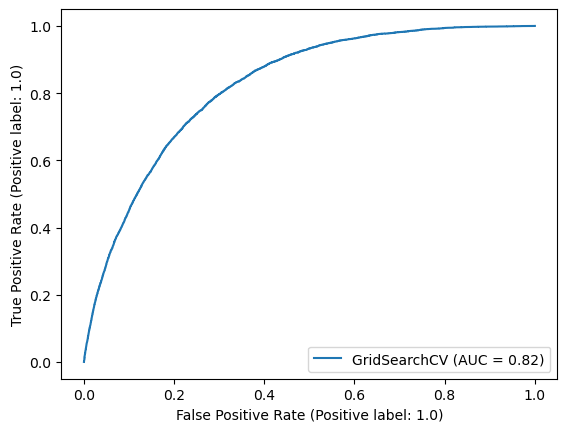 1.0
0.8
0.6
0.4
0.2
0.0
True Positive Rate (Positive label: 1.0)
GridSearchCV (AUC = 0.82)
0.0 0.2 0.4 0.6 0.8 1.0
False Positive Rate (Positive label: 1.0)